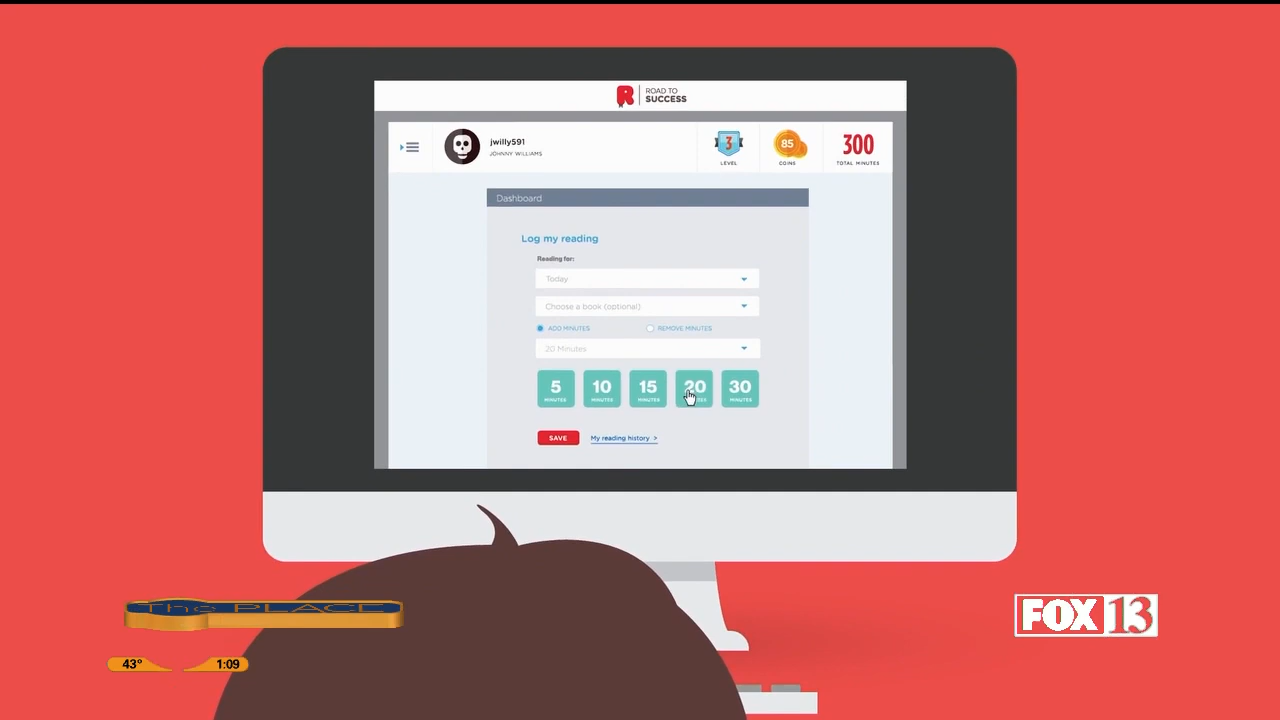 ROAD TO
SUCCESS
jwilly591
JOHNNY WILLIAMS
3
LEVEL
85
COINS
300
TOTAL MINUTES
Dashboard
Log my reading
Reading for:
Today
Choose a book (optional)
ADD MINUTES
REMOVE MINUTES
20 Minutes
5
MINUTES
10
MINUTES
15
MINUTES
20
30
MINUTES
SAVE
My reading history >
The PLACE
FOX 13
43°
1:09